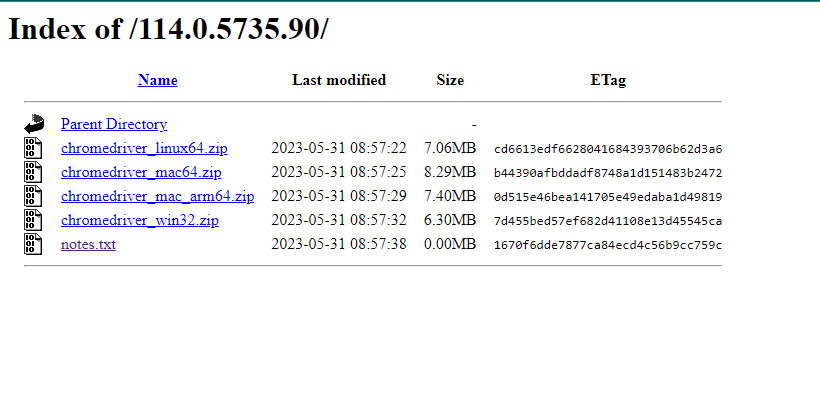 Index of /114.0.5735.90/
Name Last modified Size ETag
Parent Directory -
chromedriver_linux64.zip 2023-05-31 08:57:22 7.06MB cd6613edf6628041684393706b62d3a6
chromedriver_mac64.zip 2023-05-31 08:57:25 8.29MB b44390afbddadf8748a1d151483b2472
chromedriver_mac_arm64.zip 2023-05-31 08:57:29 7.40MB 0d515e46bea141705e49edaba1d49819
chromedriver_win32.zip 2023-05-31 08:57:32 6.30MB 7d455bed57ef682d41108e13d45545ca
notes.txt 2023-05-31 08:57:38 0.00MB 1670f6dde7877ca84ecd4c56b9cc759c